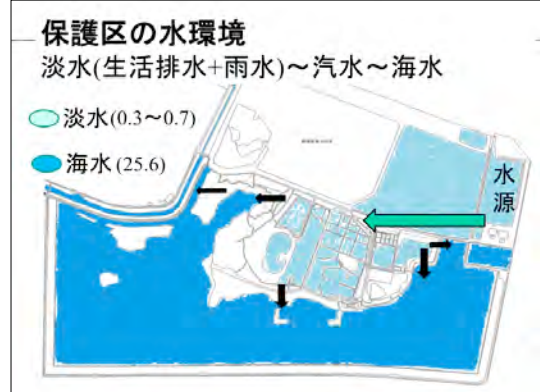 保護区の水環境
淡水(生活排水+雨水)～汽水～海水
淡水(0.3～0.7)
海水(25.6)
水源